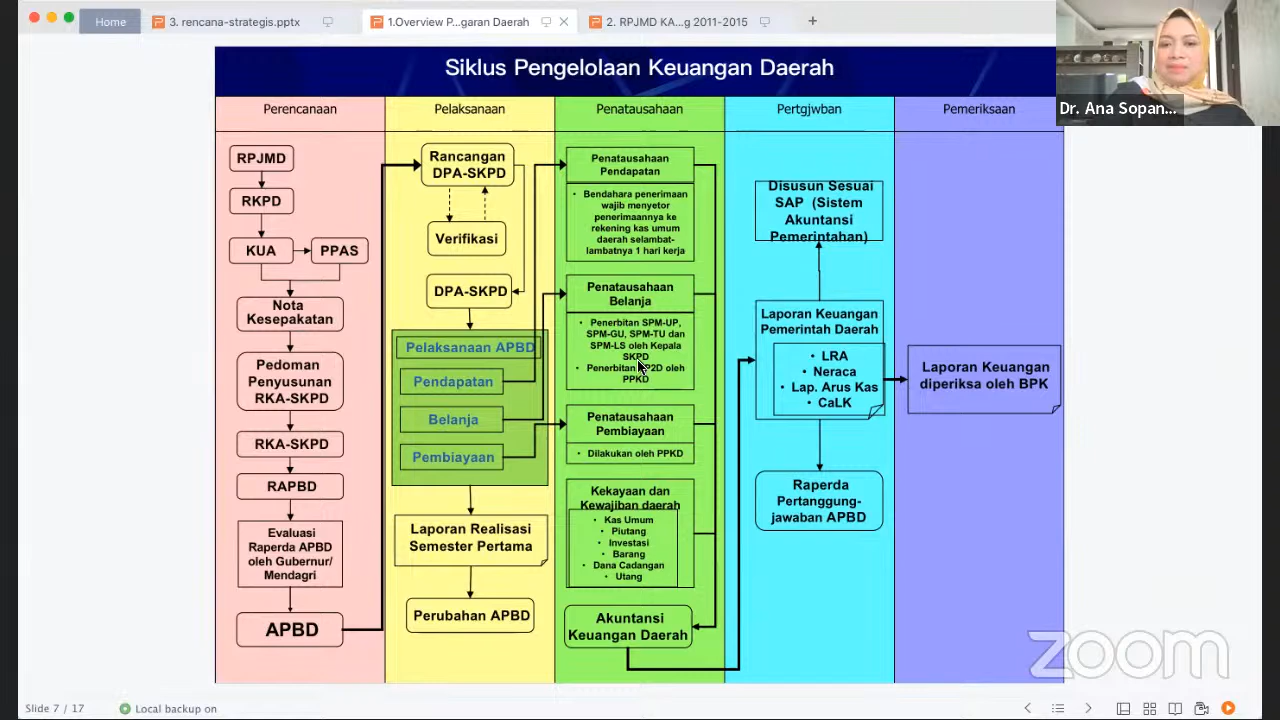 Home
3. rencana-strategis.pptx
1.Overview P...garan Daerah
2. RPJMD KA...g 2011-2015
Dr. Ana Sopan...
Siklus Pengelolaan Keuangan Daerah
Perencanaan
Pelaksanaan
Penatausahaan
Pertgjwban
Pemeriksaan
RPJMD
RKPD
KUA
PPAS
Nota
Kesepakatan
Pedoman
Penyusunan
RKA-SKPD
RKA-SKPD
RAPBD
Evaluasi
Raperda APBD
oleh Gubernur/
Mendagri
APBD
Rancangan
DPA-SKPD
Verifikasi
DPA-SKPD
Pelaksanaan APBD
Pendapatan
Belanja
Pembiayaan
Laporan Realisasi
Semester Pertama
Perubahan APBD
Penatausahaan
Pendapatan
• Bendahara penerimaan
wajib menyetor
penerimaannya ke
rekening kas umum
daerah selambat-
lambatnya 1 hari kerja
Penatausahaan
Belanja
• Penerbitan SPM-UP,
SPM-GU, SPM-TU dan
SPM-LS oleh Kepala
SKPD
• Penerbitan oleh
PPKD
Penatausahaan
Pembiayaan
• Dilakukan oleh PPKD
Kekayaan dan
Kewajiban daerah
• Kas Umum
• Piutang
• Investasi
• Barang
• Dana Cadangan
• Utang
Akuntansi
Keuangan Daerah
Disusun Sesuai
SAP (Sistem
Akuntansi
Pemerintahan)
Laporan Keuangan
Pemerintah Daerah
• LRA
• Neraca
• Lap. Arus Kas
• CaLK
Raperda
Pertanggung-
jawaban APBD
Laporan Keuangan
diperiksa oleh BPK
zoom
Slide 7 / 17
Local backup on